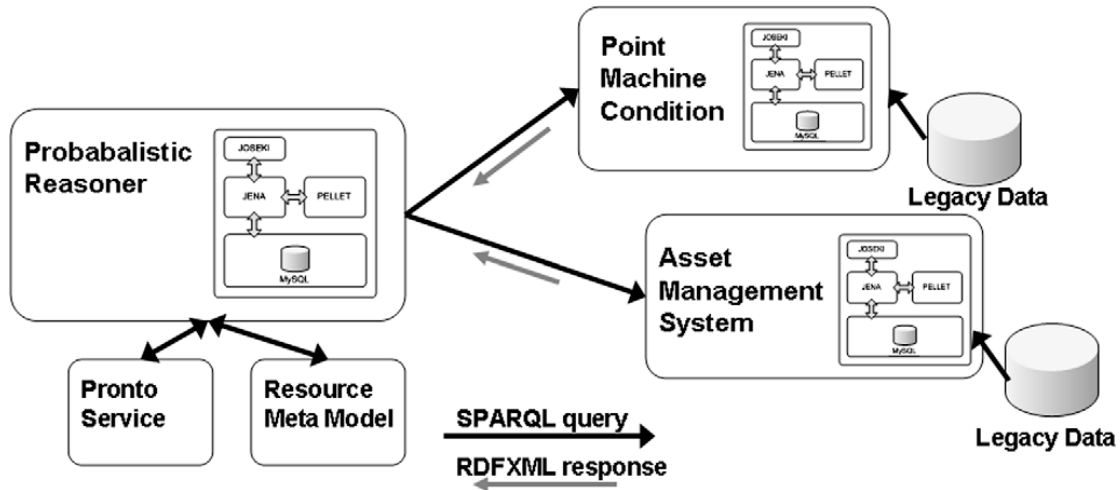 Probabalistic
Reasoner
JOSEKI
JENA
PELLET
MySQL
Point
Machine
Condition
JOSEKI
JENA
PELLET
MySQL
Legacy Data
Asset
Management
System
JOSEKI
JENA
PELLET
MySQL
Legacy Data
Pronto
Service
Resource
Meta Model
SPARQL query
RDFXML response